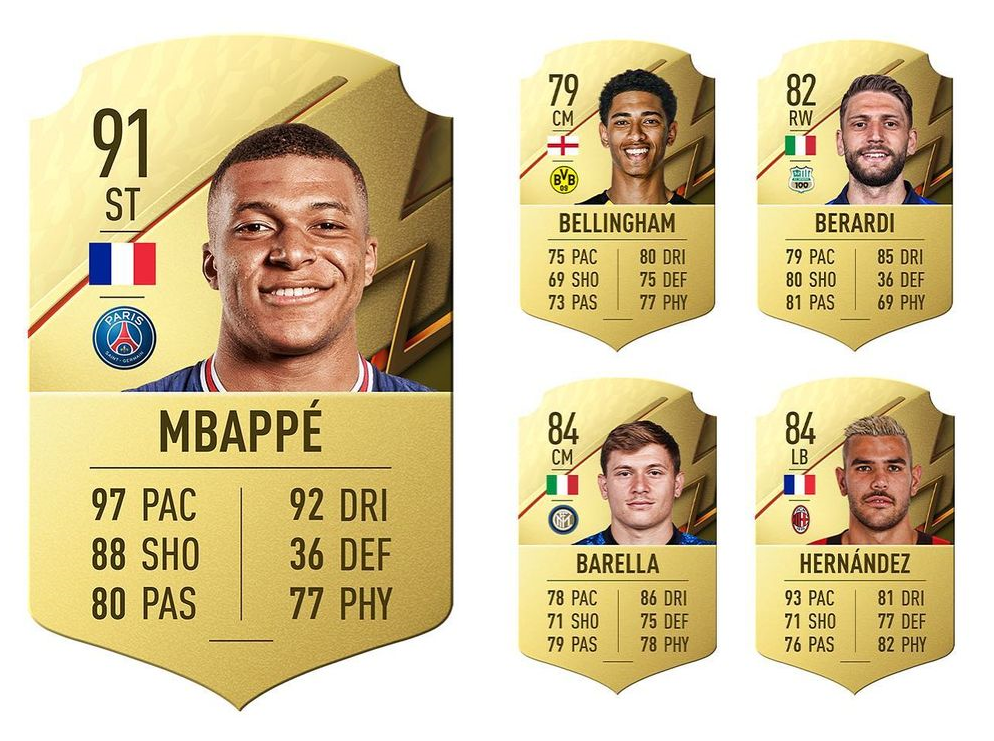 91
ST
PARIS
SAINT-GERMAIN
MBAPPÉ
97 PAC 92 DRI
88 SHO 36 DEF
80 PAS 77 PHY
79
CM
BVB
09
BELLINGHAM
75 PAC 80 DRI
69 SHO 75 DEF
73 PAS 77 PHY
82
RW
100
BERARDI
79 PAC 85 DRI
80 SHO 36 DEF
81 PAS 69 PHY
84
CM
BARELLA
78 PAC 86 DRI
71 SHO 75 DEF
79 PAS 78 PHY
84
LB
HERNÁNDEZ
93 PAC 81 DRI
71 SHO 77 DEF
76 PAS 82 PHY